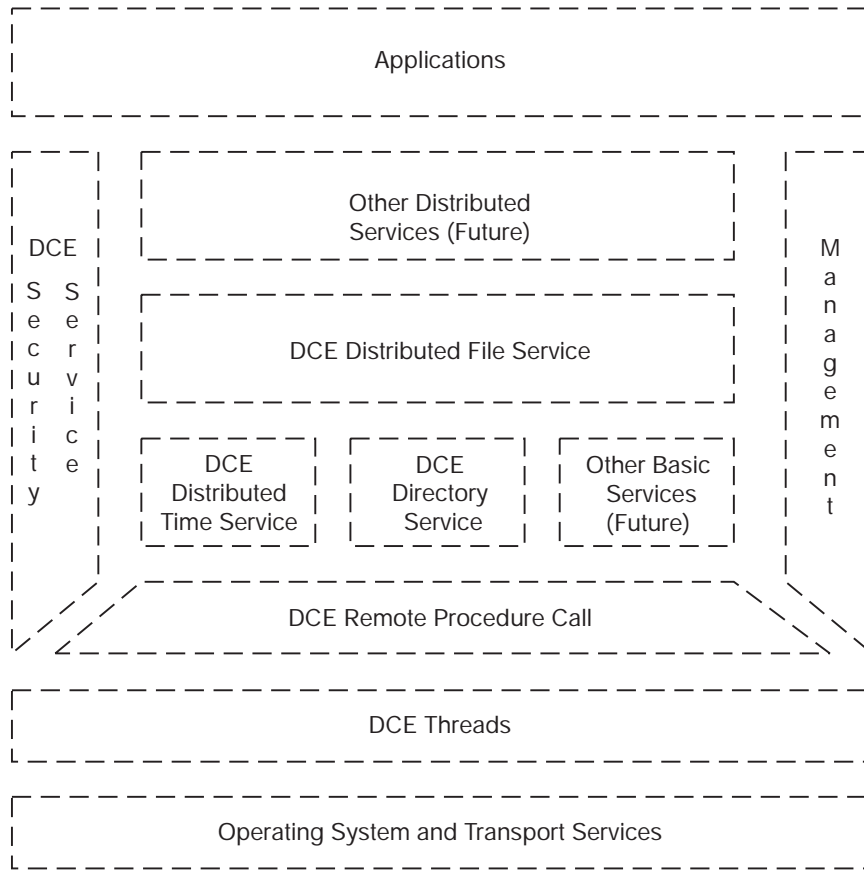 Applications
Other Distributed
Services (Future)
DCE
Security
Service
Management
DCE Distributed File Service
DCE
Distributed
Time Service
DCE
Directory
Service
Other Basic
Services
(Future)
DCE Remote Procedure Call
DCE Threads
Operating System and Transport Services